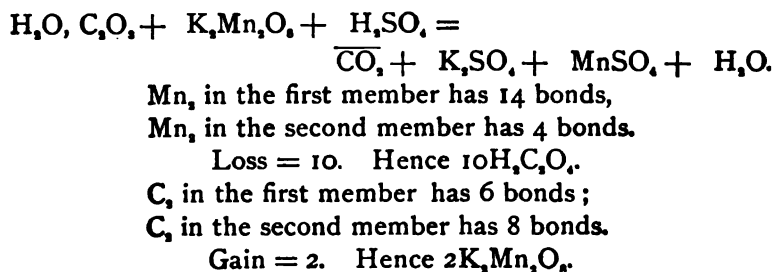 H₂O, C₂O₃ + K₂Mn₂O₈ + H₂SO₄ =
CO₂ + K₂SO₄ + MnSO₄ + H₂O.
Mn₂ in the first member has 14 bonds,
Mn₂ in the second member has 4 bonds.
Loss = 10. Hence 10H₂C₂O₄.
C₂ in the first member has 6 bonds;
C₂ in the second member has 8 bonds.
Gain = 2. Hence 2K₂Mn₂O₈.